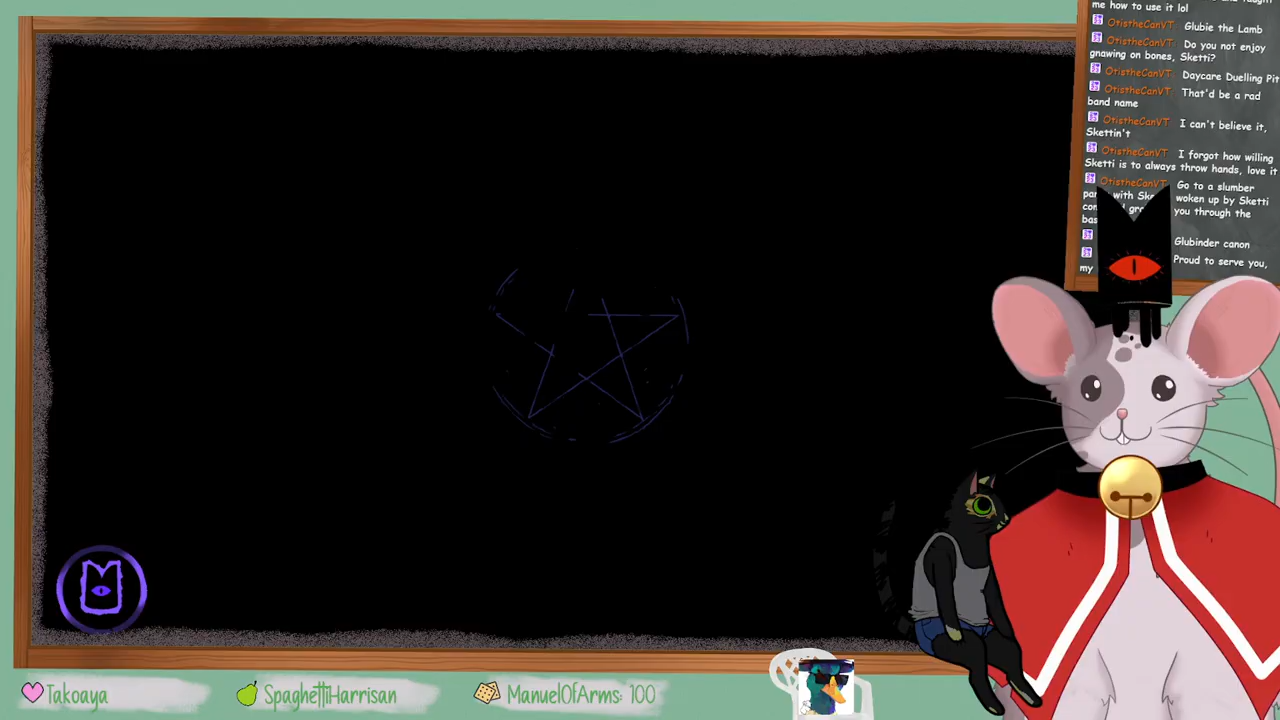 me how to use it lol
OtistheCanVT Glubie the Lamb
OtistheCanVT Do you not enjoy
gnawing on bones, Sketti?
OtistheCanVT Daycare Duelling Pit
OtistheCanVT That'd be a rad
band name
OtistheCanVT I can't believe it,
Skettin't
OtistheCanVT I forgot how willing
Sketti is to always throw hands, love it
OtistheCanVT Go to a slumber
woken up by Sketti
you through the
Glubinder canon
Proud to serve you,
my
Takoaya
SpaghettiHarrisan
ManuelOfArms: 100